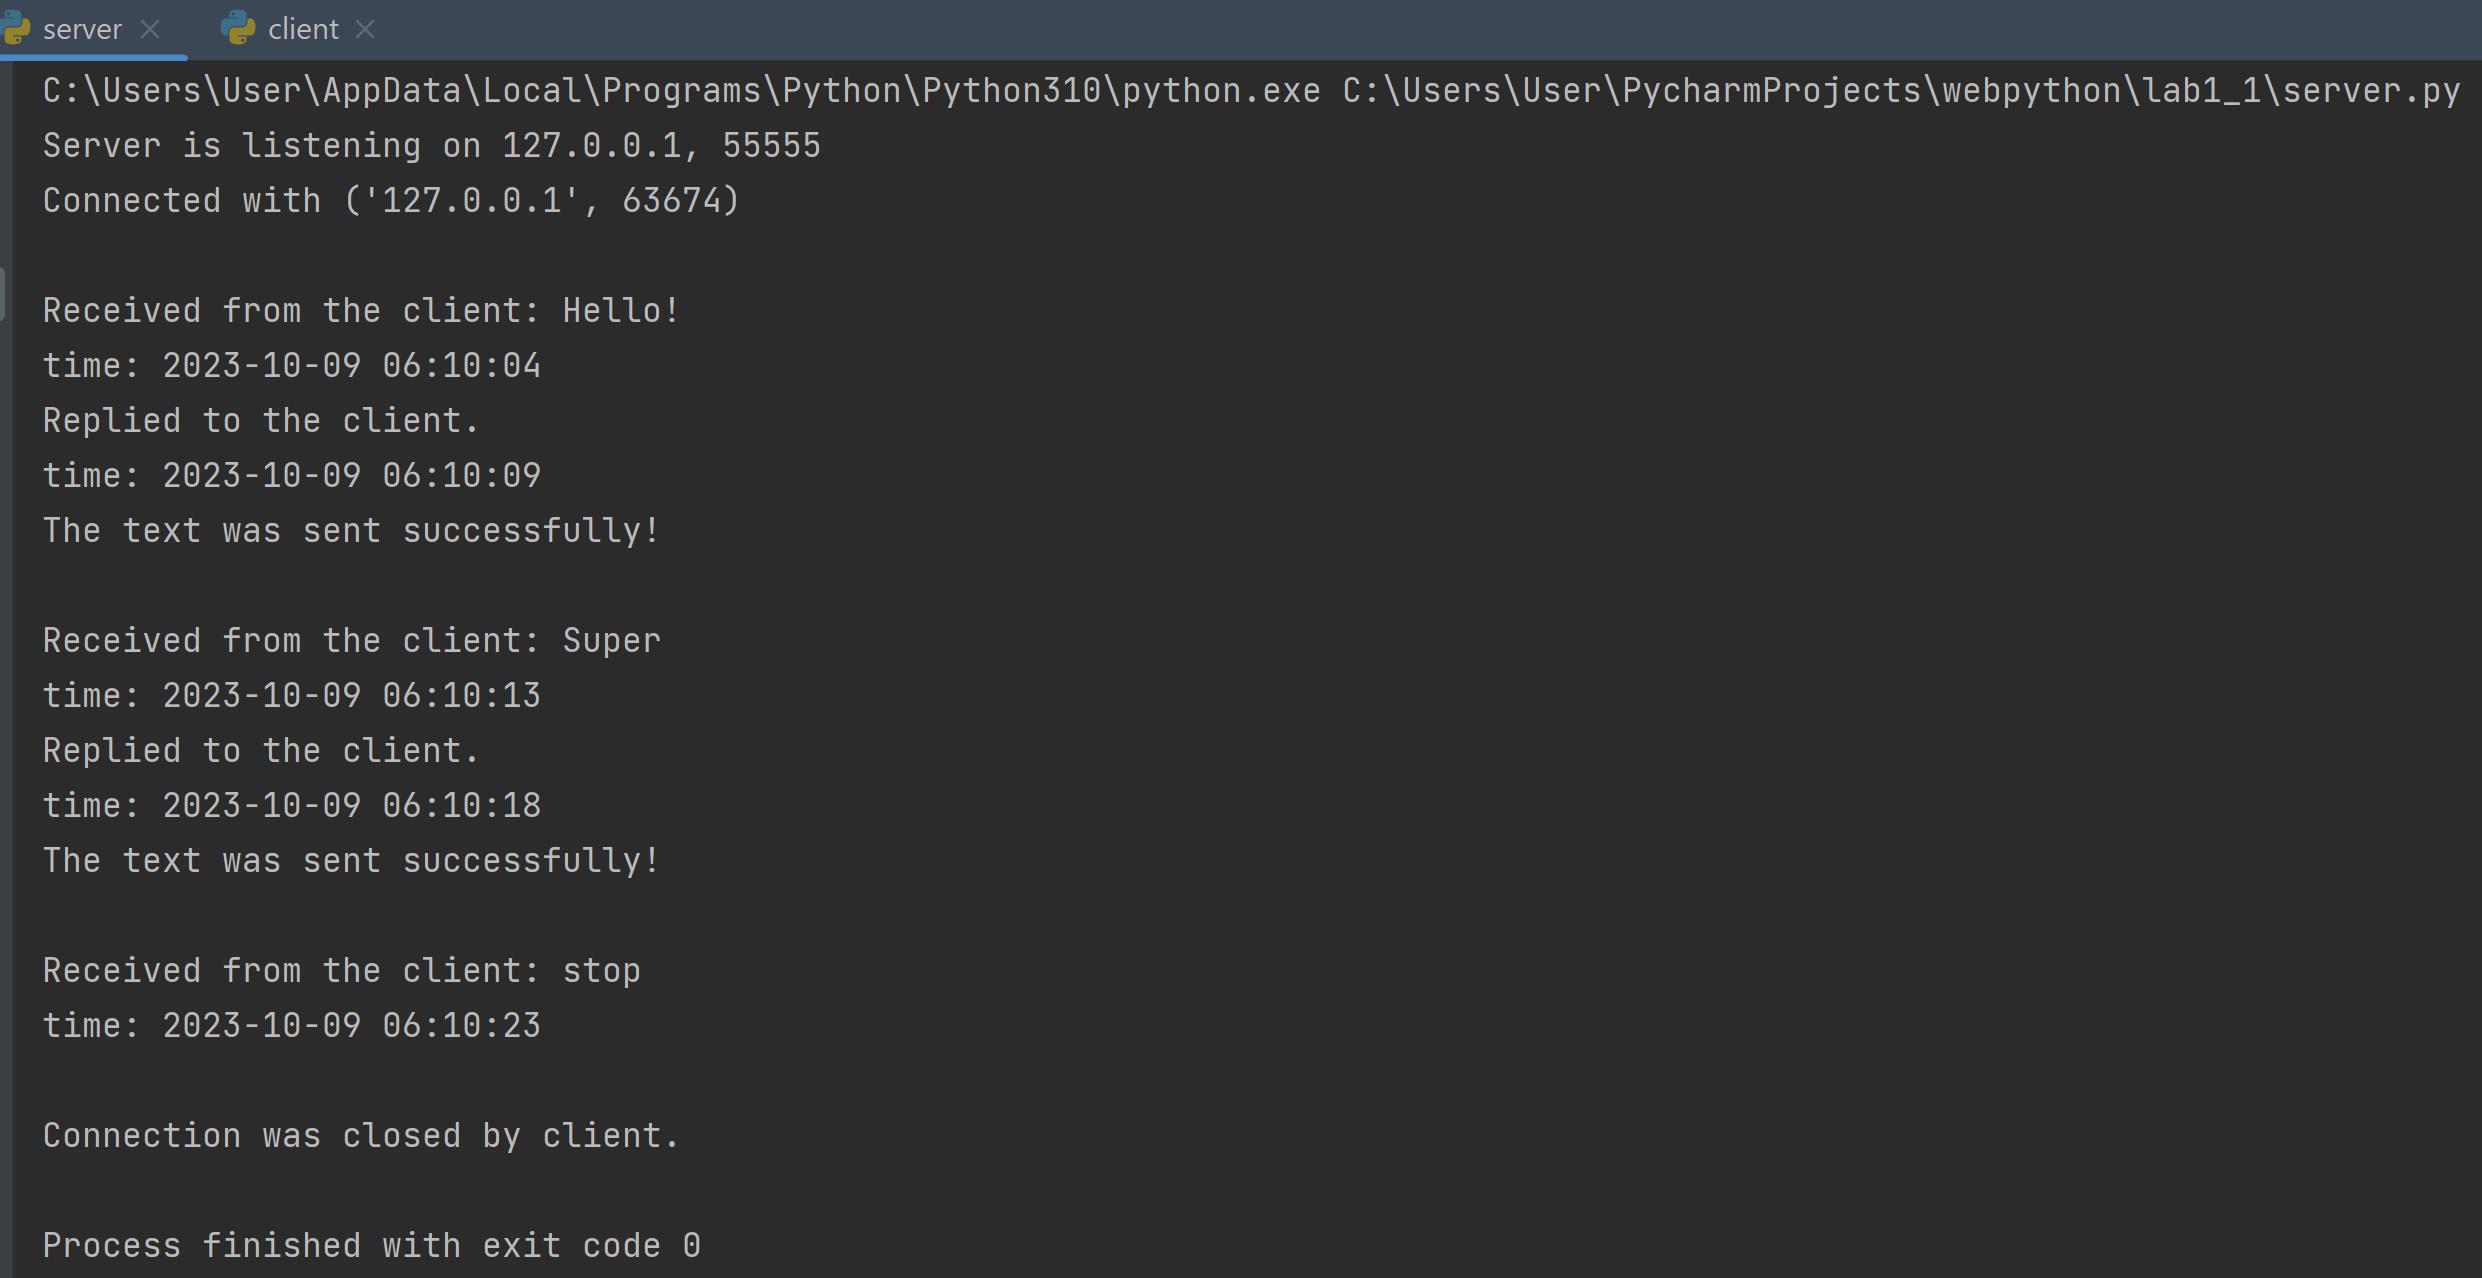 server client
C:\Users\User\AppData\Local\Programs\Python\Python310\python.exe C:\Users\User\PycharmProjects\webpython\lab1_1\server.py
Server is listening on 127.0.0.1, 55555
Connected with ('127.0.0.1', 63674)
Received from the client: Hello!
time: 2023-10-09 06:10:04
Replied to the client.
time: 2023-10-09 06:10:09
The text was sent successfully!
Received from the client: Super
time: 2023-10-09 06:10:13
Replied to the client.
time: 2023-10-09 06:10:18
The text was sent successfully!
Received from the client: stop
time: 2023-10-09 06:10:23
Connection was closed by client.
Process finished with exit code 0